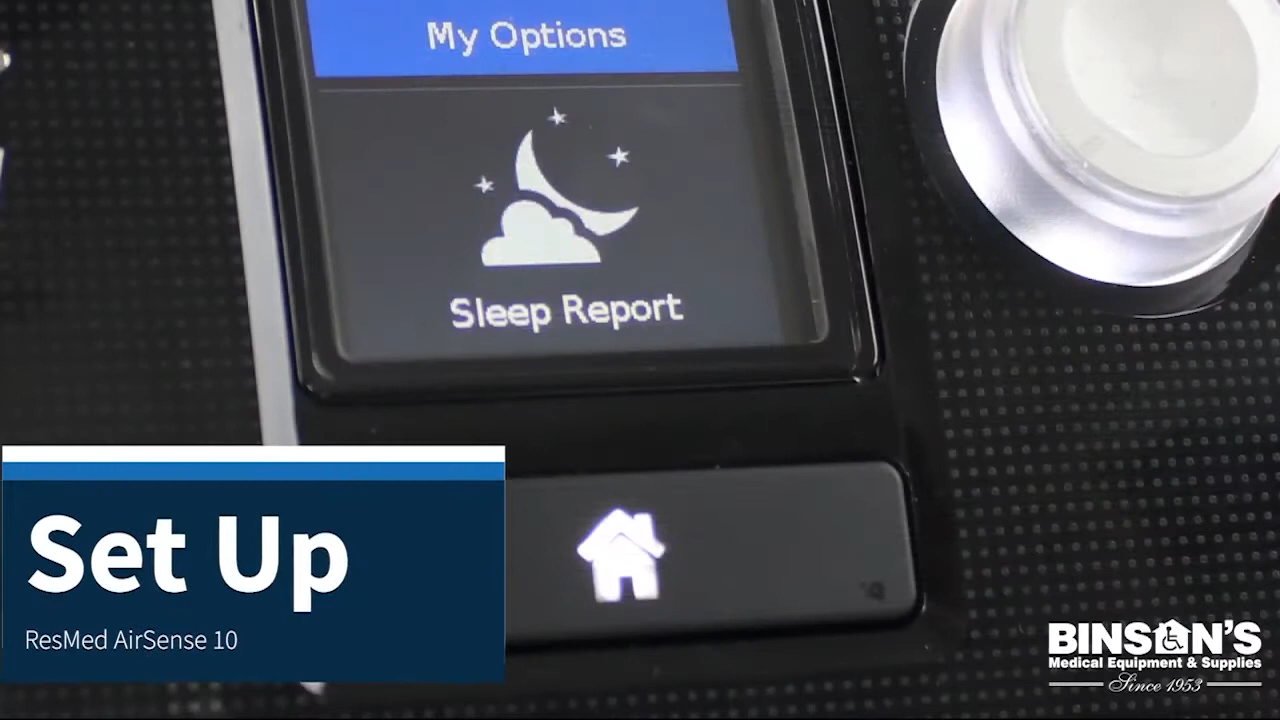 My Options
Sleep Report
Set Up
ResMed AirSense 10
BINSON'S
Medical Equipment & Supplies
Since 1953